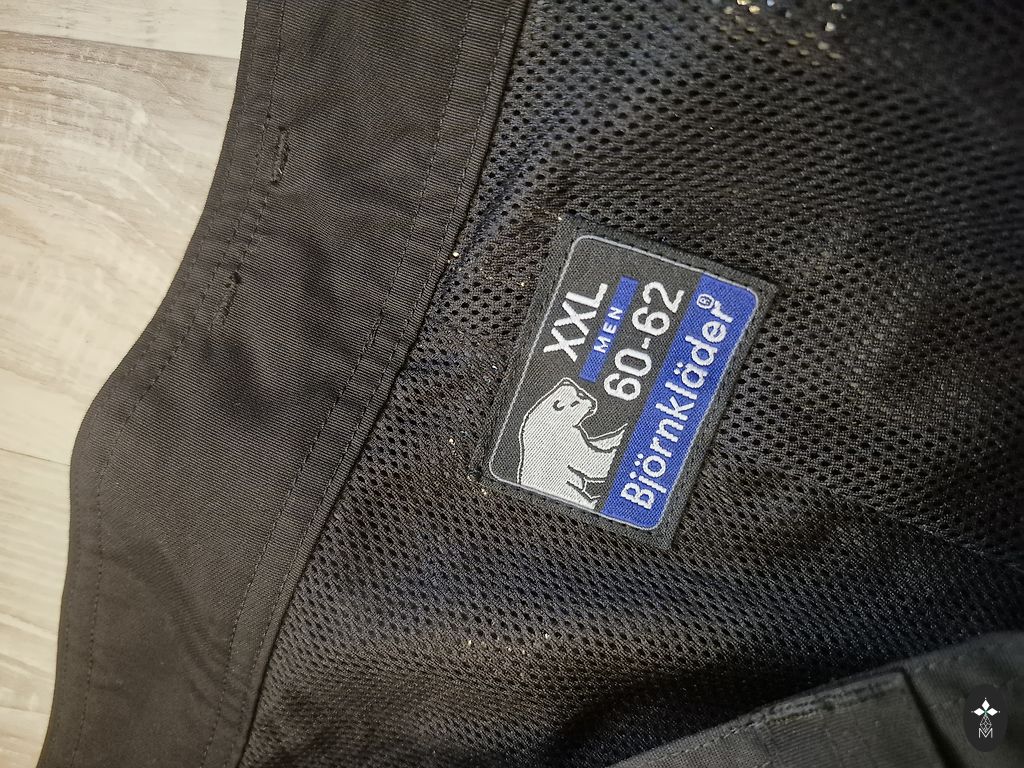 XXL
MEN
60-62
Björnkläder®
M